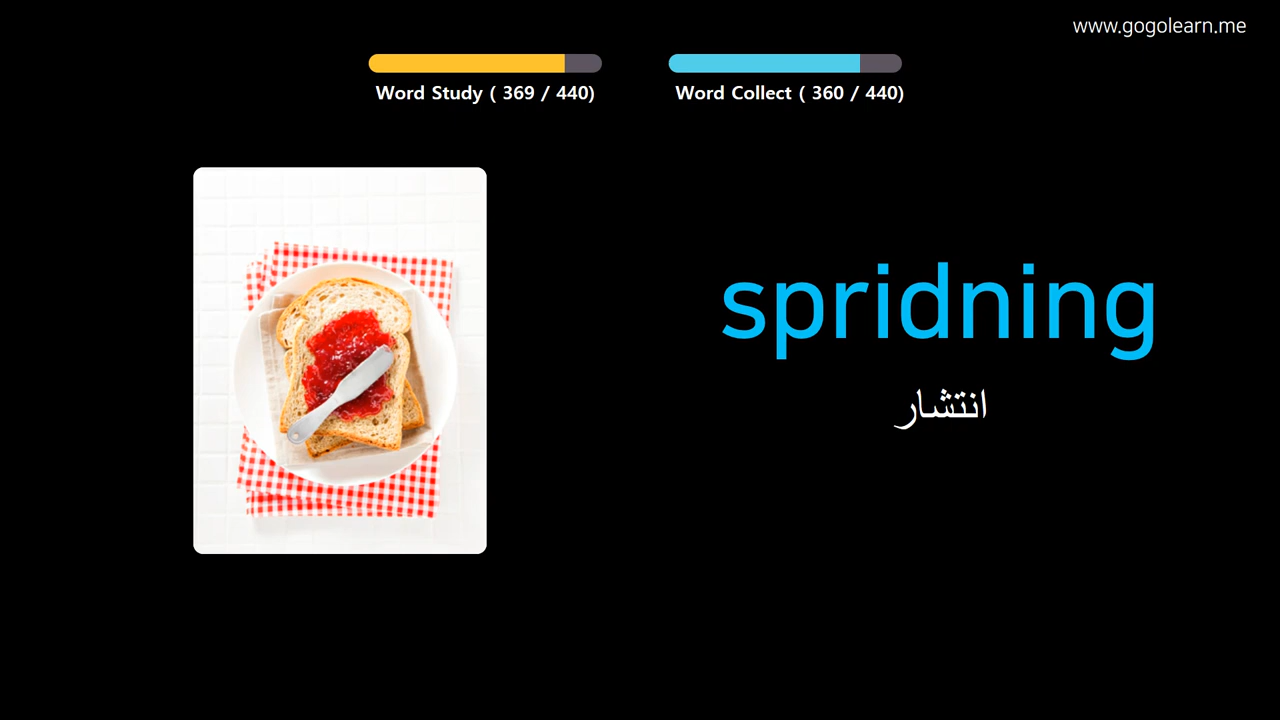 www.gogolearn.me
Word Study ( 369 / 440)
Word Collect ( 360 / 440)
spridning
انتشار